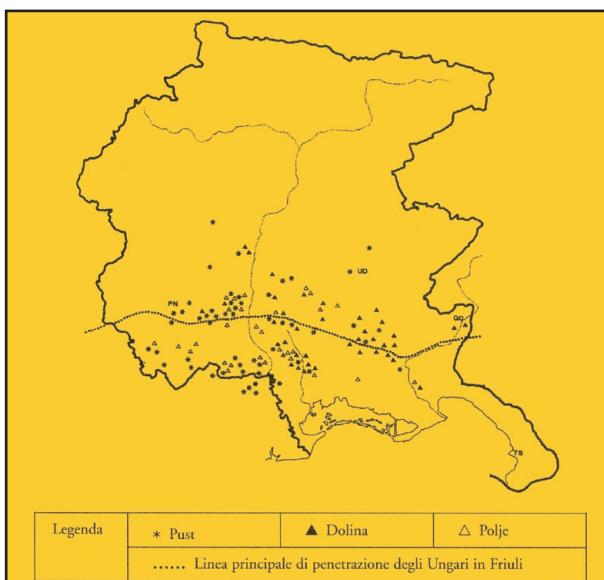 UD
PN
GO
TS
Legenda * Pust ▲ Dolina △ Polje
...... Linea principale di penetrazione degli Ungari in Friuli